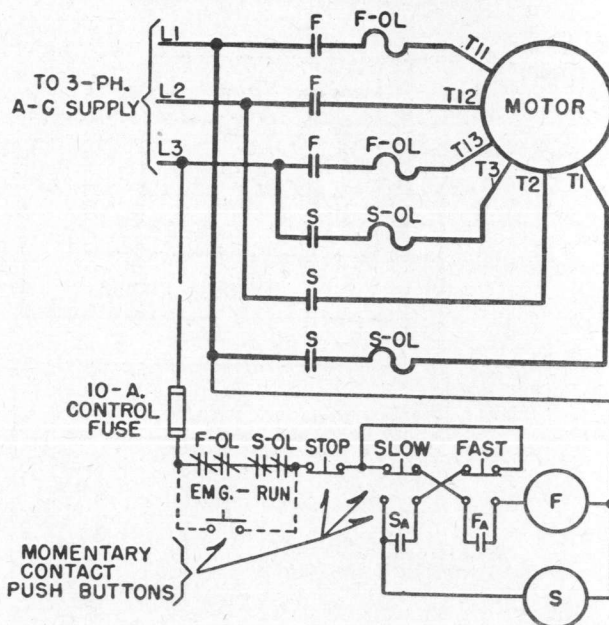 L1
F
F-OL
T11
TO 3-PH.
A-C SUPPLY
L2
F
T12
MOTOR
L3
F
F-OL
T13
T3
T2
T1
S
S-OL
S
S
S-OL
10-A.
CONTROL
FUSE
F-OL
S-OL
STOP
SLOW
FAST
EMG.-RUN
SA
FA
F
MOMENTARY
CONTACT
PUSH BUTTONS
S